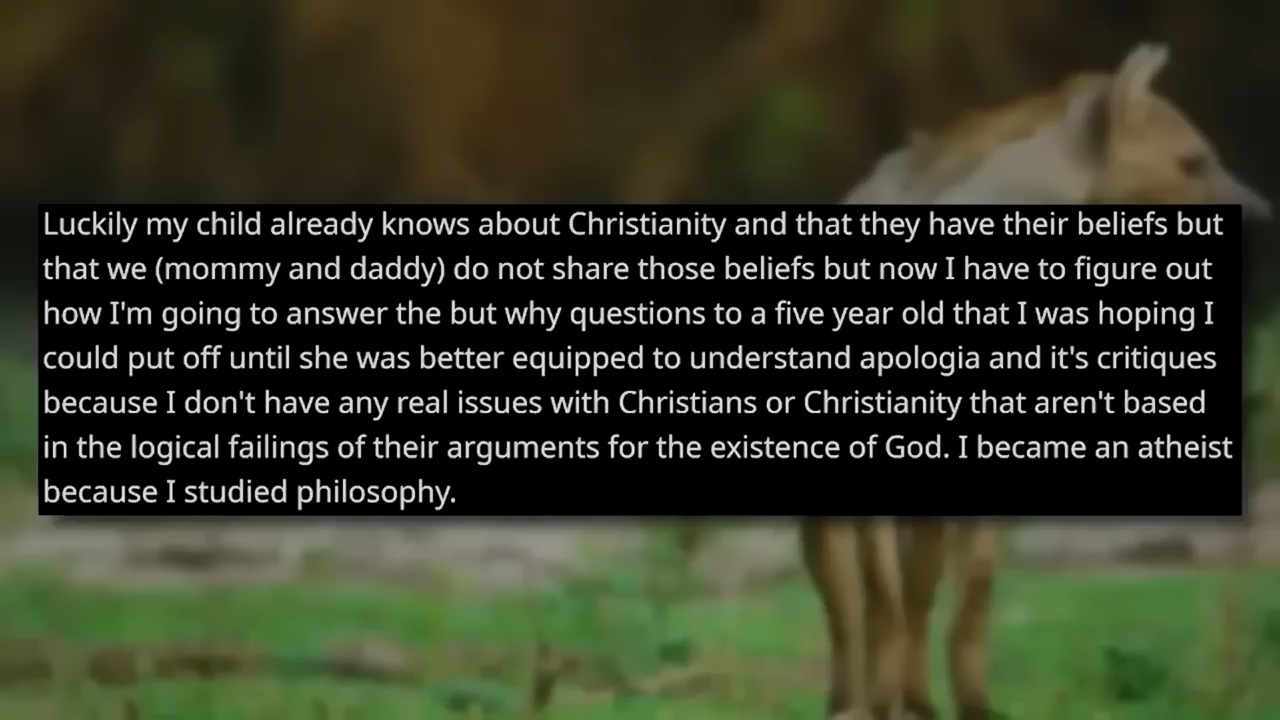 Luckily my child already knows about Christianity and that they have their beliefs but
that we (mommy and daddy) do not share those beliefs but now I have to figure out
how I'm going to answer the but why questions to a five year old that I was hoping I
could put off until she was better equipped to understand apologia and it's critiques
because I don't have any real issues with Christians or Christianity that aren't based
in the logical failings of their arguments for the existence of God. I became an atheist
because I studied philosophy.